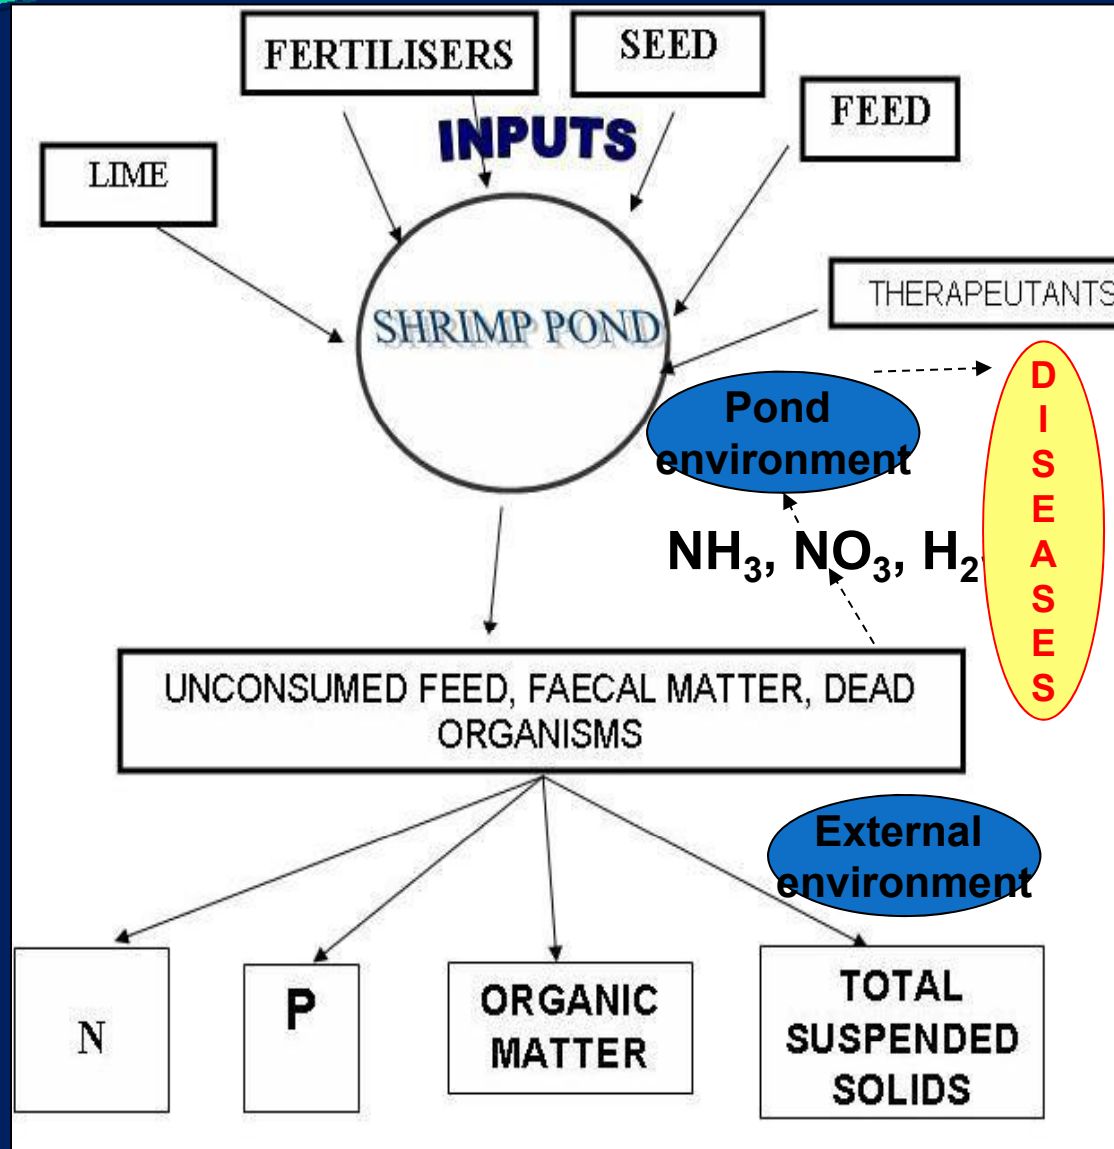 FERTILISERS
SEED
FEED
INPUTS
LIME
SHRIMP POND
THERAPEUTANTS
Pond
environment
DISEASES
NH₃, NO₃, H₂
UNCONSUMED FEED, FAECAL MATTER, DEAD
ORGANISMS
External
environment
N
P
ORGANIC
MATTER
TOTAL
SUSPENDED
SOLIDS